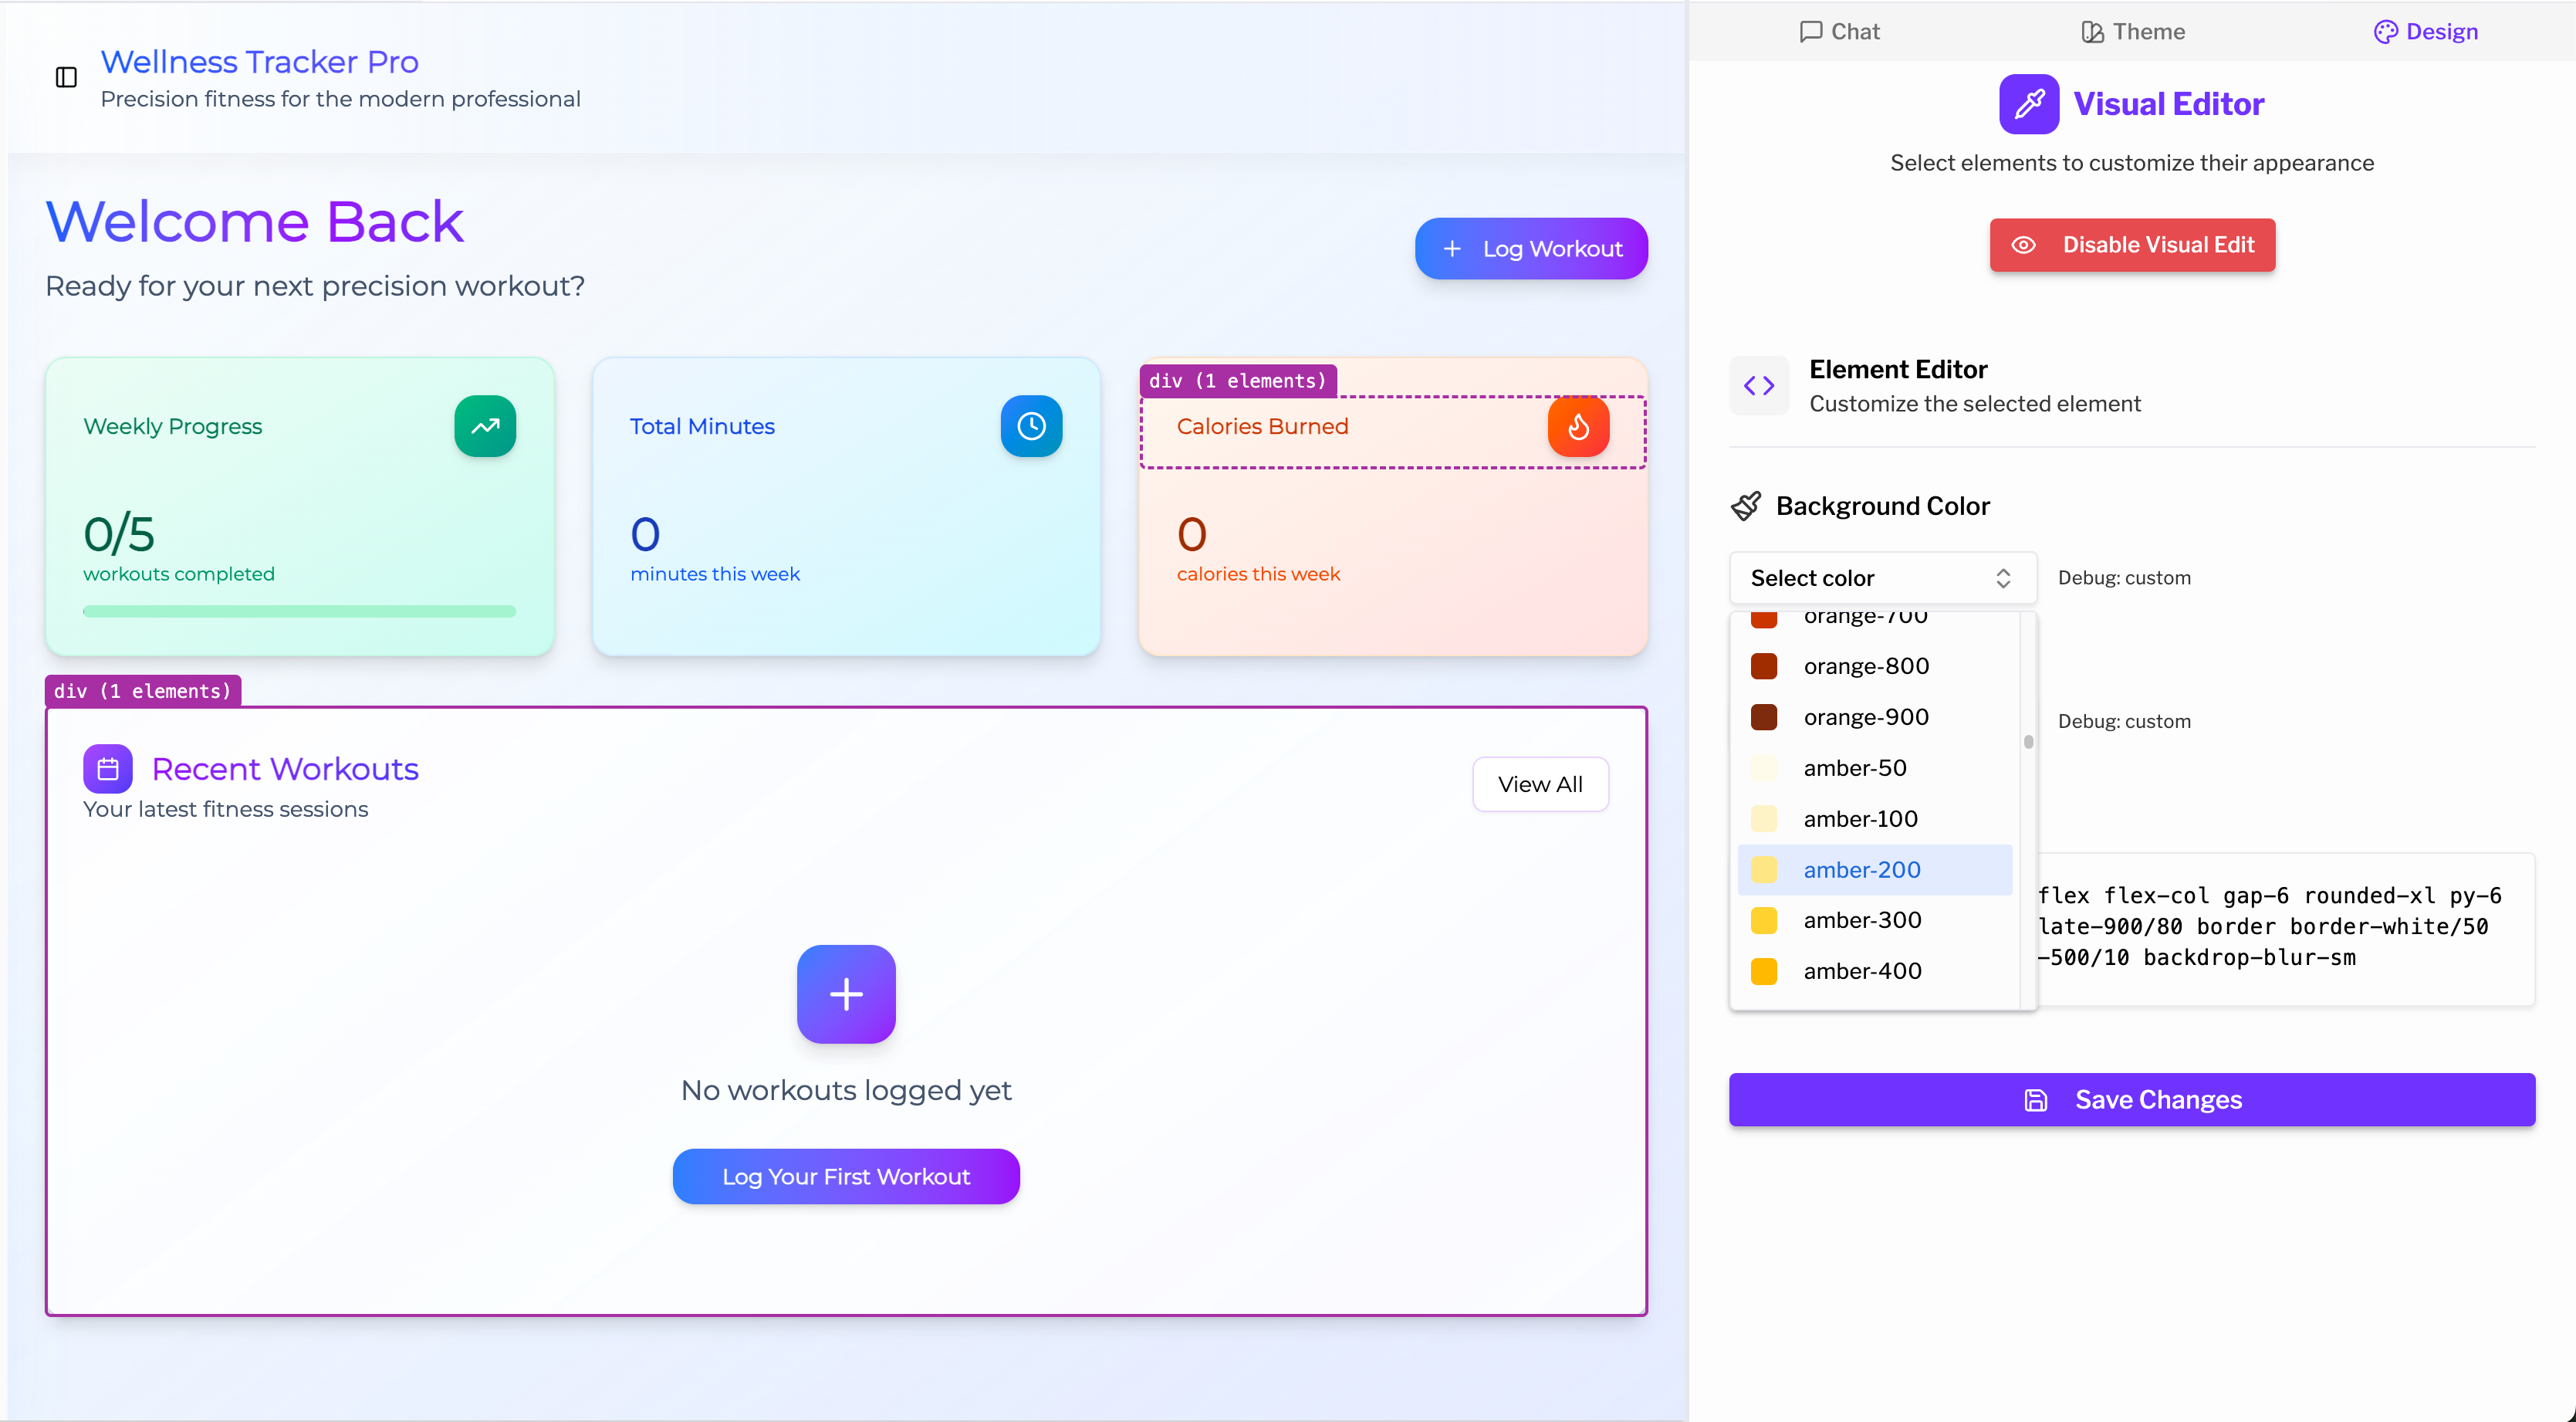 Wellness Tracker Pro
Precision fitness for the modern professional
Welcome Back
Ready for your next precision workout?
Log Workout
Weekly Progress
0/5
workouts completed
Total Minutes
0
minutes this week
div (1 elements)
Calories Burned
0
calories this week
div (1 elements)
Recent Workouts
Your latest fitness sessions
View All
No workouts logged yet
Log Your First Workout
Chat
Theme
Design
Visual Editor
Select elements to customize their appearance
Disable Visual Edit
Element Editor
Customize the selected element
Background Color
Select color
Debug: custom
orange-700
orange-800
orange-900
amber-50
amber-100
amber-200
amber-300
amber-400
Debug: custom
flex flex-col gap-6 rounded-xl py-6
late-900/80 border border-white/50
-500/10 backdrop-blur-sm
Save Changes